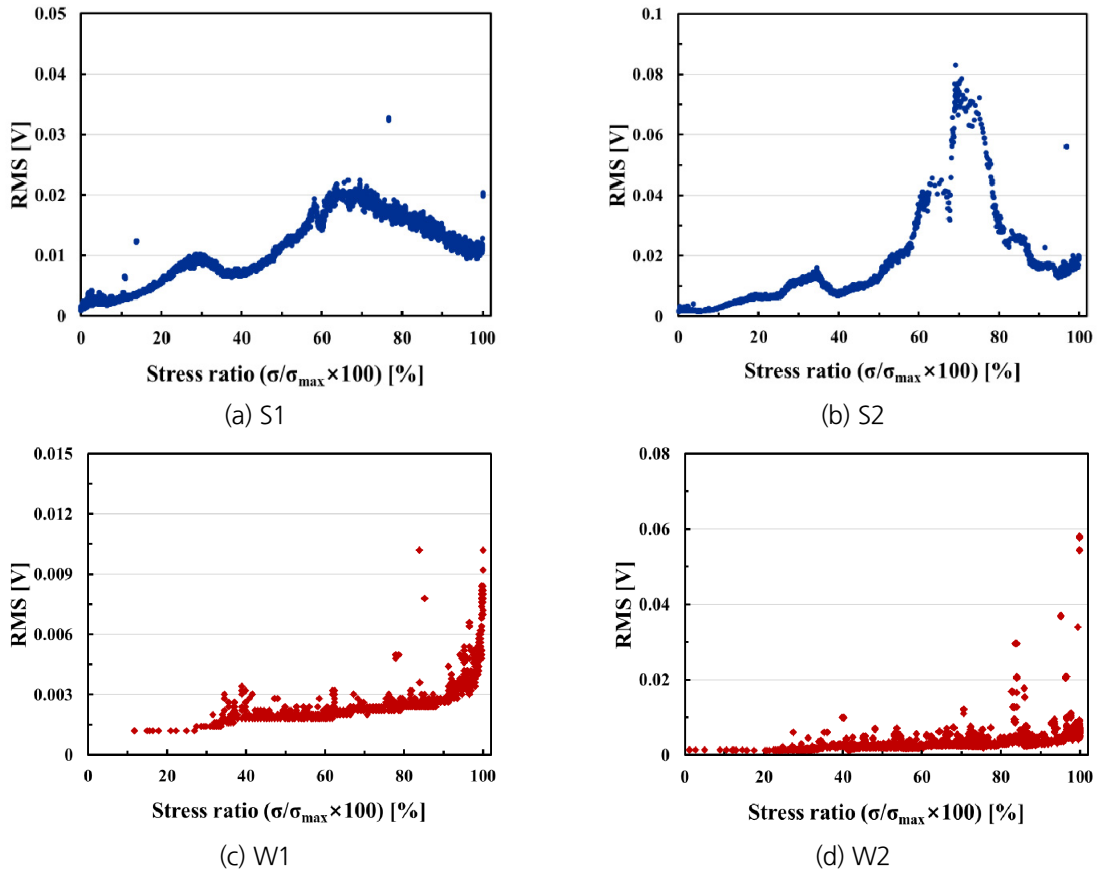 0.05
0.04
0.03
0.02
0.01
0
RMS [V]
0 20 40 60 80 100
Stress ratio (σ/σmax×100) [%]
(a) S1
0.1
0.08
0.06
0.04
0.02
0
RMS [V]
0 20 40 60 80 100
Stress ratio (σ/σmax×100) [%]
(b) S2
0.015
0.012
0.009
0.006
0.003
0
RMS [V]
0 20 40 60 80 100
Stress ratio (σ/σmax×100) [%]
(c) W1
0.08
0.06
0.04
0.02
0
RMS [V]
0 20 40 60 80 100
Stress ratio (σ/σmax×100) [%]
(d) W2